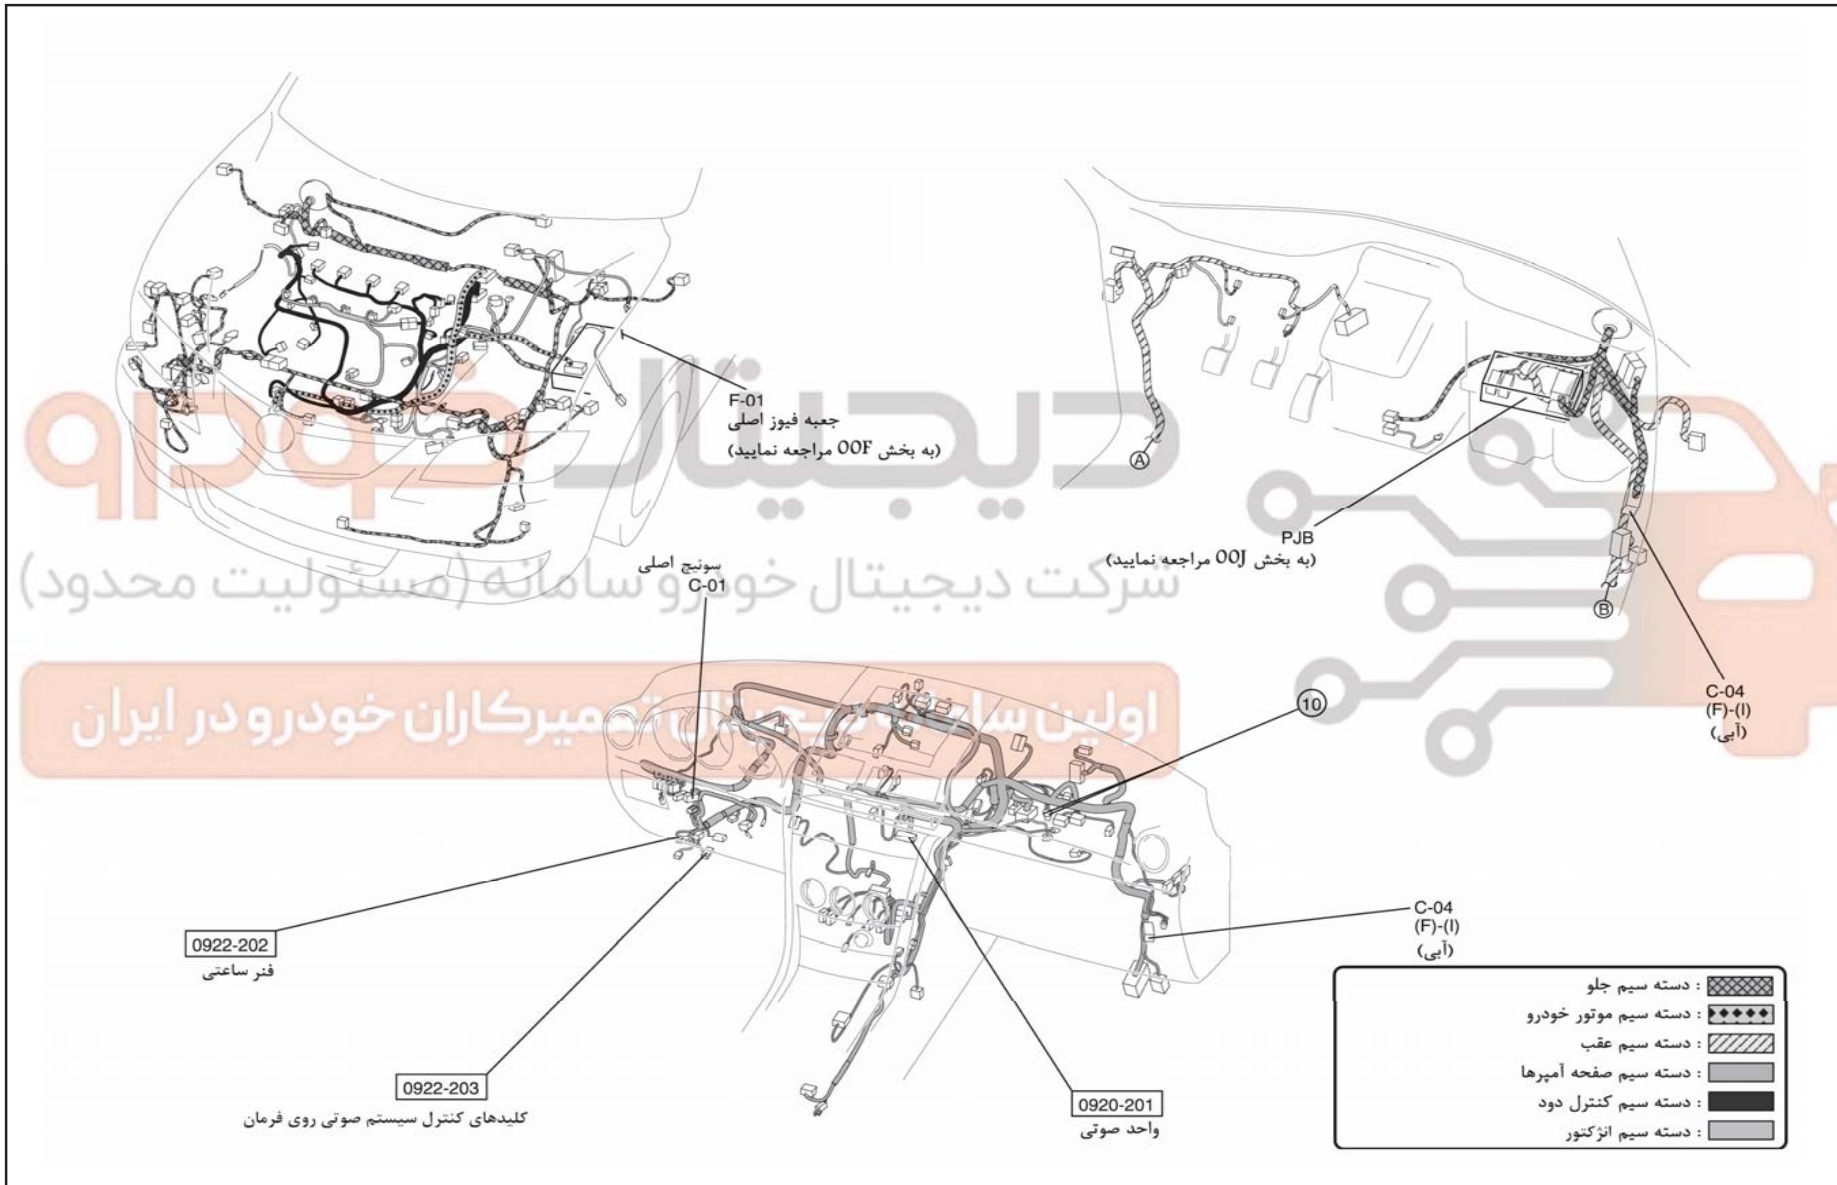 F-01
جعبه فیوز اصلی
(به بخش 00F مراجعه نمایید)
A
PJB
(به بخش 00J مراجعه نمایید)
B
C-04
(F)-(I)
(آبی)
دیجیتال خودرو
شرکت دیجیتال خودرو سامانه (مسئولیت محدود)
اولین سایت دیجیتال تعمیرکاران خودرو در ایران
سوئیچ اصلی
C-01
10
C-04
(F)-(I)
(آبی)
0922-202
فنر ساعتی
0922-203
کلیدهای کنترل سیستم صوتی روی فرمان
0920-201
واحد صوتی
: دسته سیم جلو
: دسته سیم موتور خودرو
: دسته سیم عقب
: دسته سیم صفحه آمپرها
: دسته سیم کنترل دود
: دسته سیم انژکتور